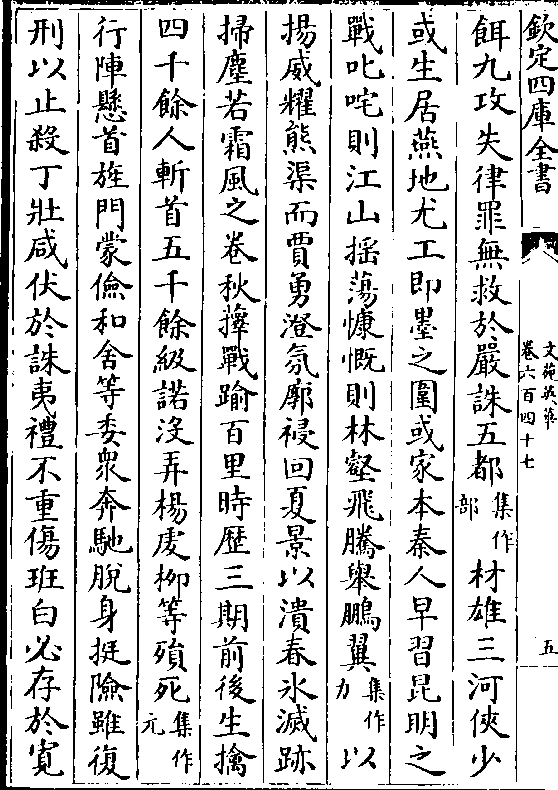 欽定四庫全書
文苑英華
卷六百四十七
五
餌九攻失律罪無救於嚴誅五都集作部材雄三河俠少
或生居燕地尤工即墨之圍或家本秦人早習昆明之
戰叱咤則江山揺蕩慷慨則林壑飛騰舉鵬翼集作力以
揚威耀熊渠而賈勇澄氛廓祲回夏景以潰春氷滅跡
掃塵若霜風之卷秋蘀戰踰百里時歴三期前後生擒
四千餘人斬首五千餘級諾沒弄楊䖍栁等殞死集作元
行陣懸首旌門蒙儉和舍等委衆奔馳脫身挺險雖復
刑以止殺丁壯咸伏於誅夷禮不重傷班白必存於寛